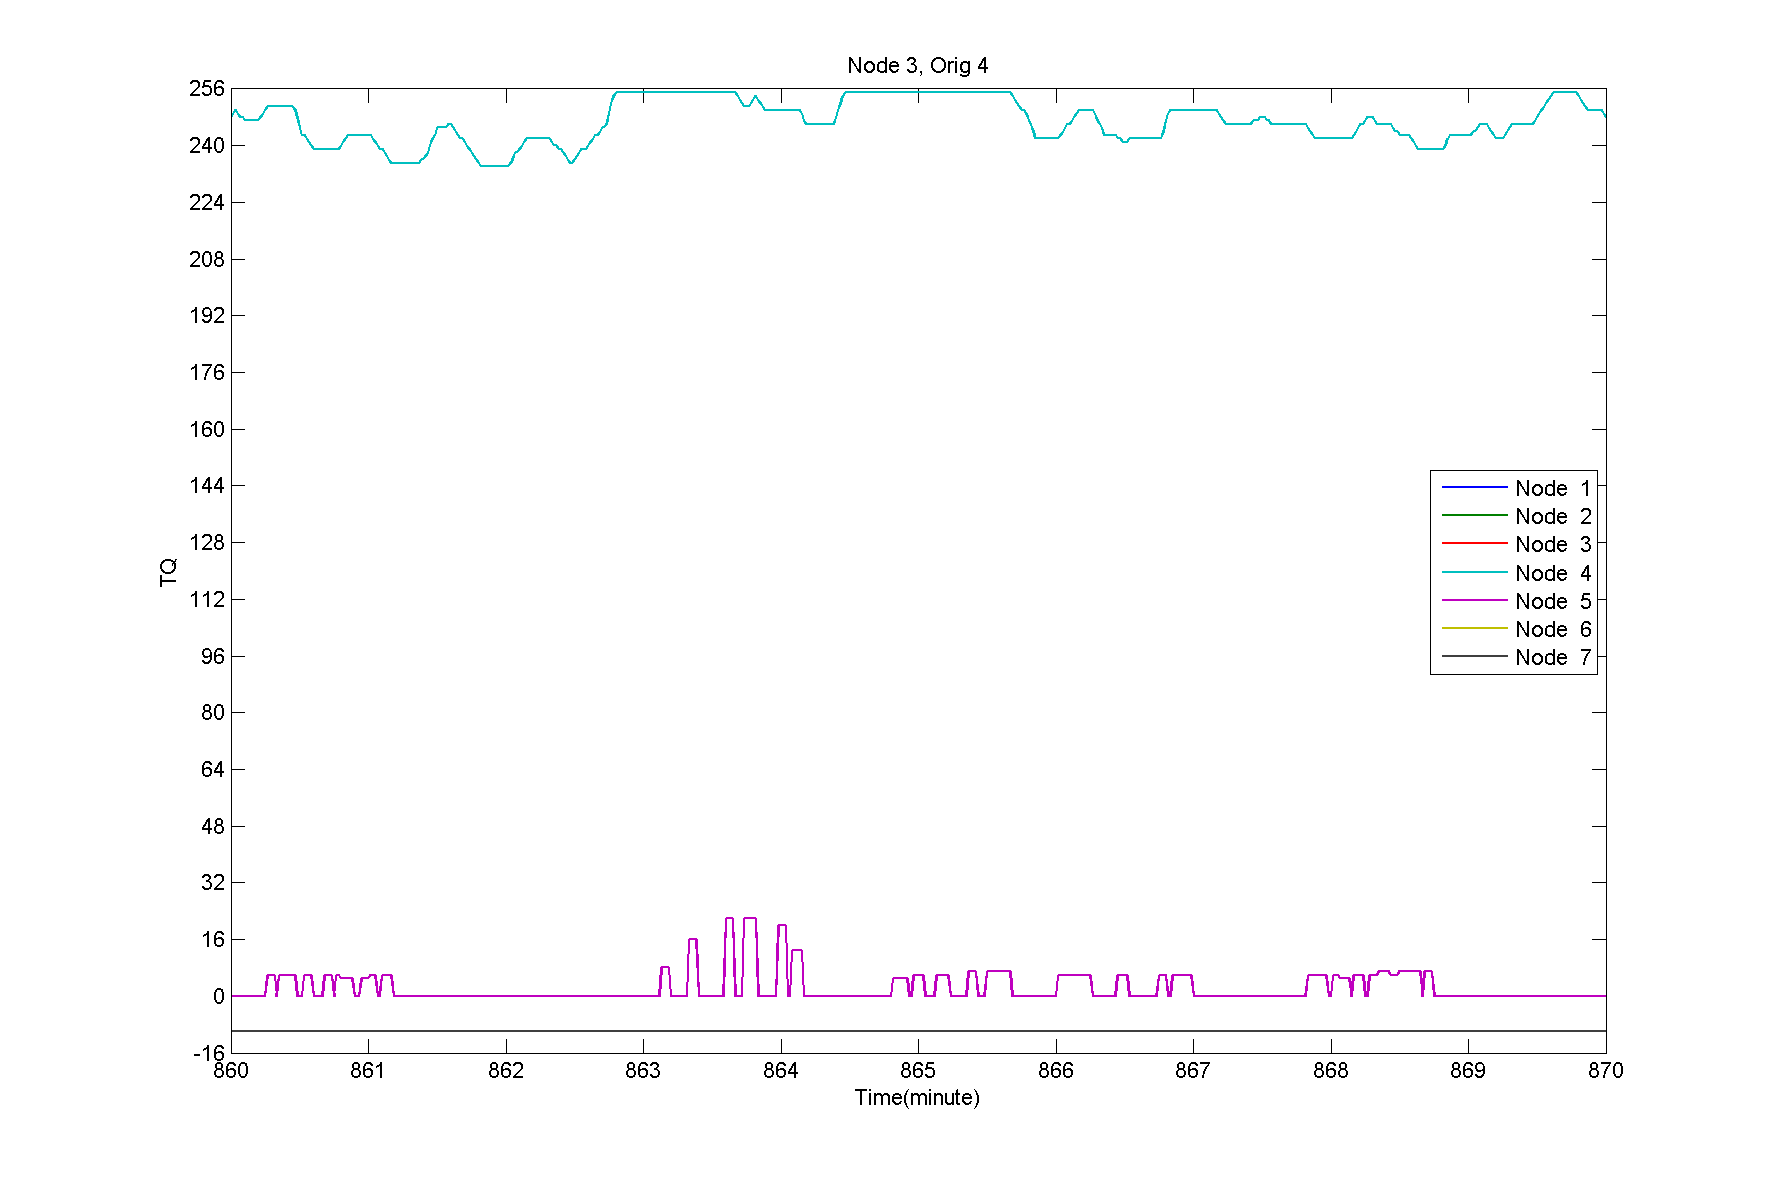 Node 3, Orig 4
256
240
224
208
192
176
160
144
128
112
96
80
64
48
32
16
0
-16
TQ
Node 1
Node 2
Node 3
Node 4
Node 5
Node 6
Node 7
860 861 862 863 864 865 866 867 868 869 870
Time(minute)